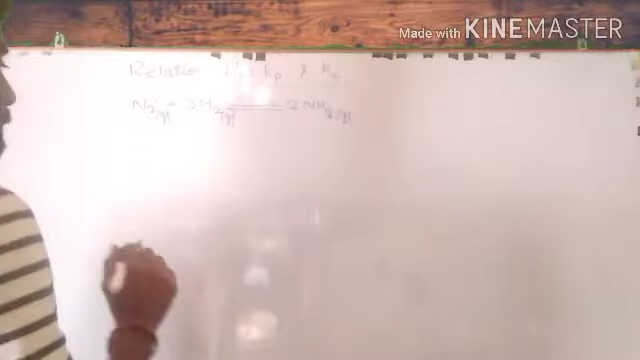 Made with KINEMASTER
Relation b/w Kp & Kc
N2(g) + 3H2(g) ⇌ 2NH3(g)